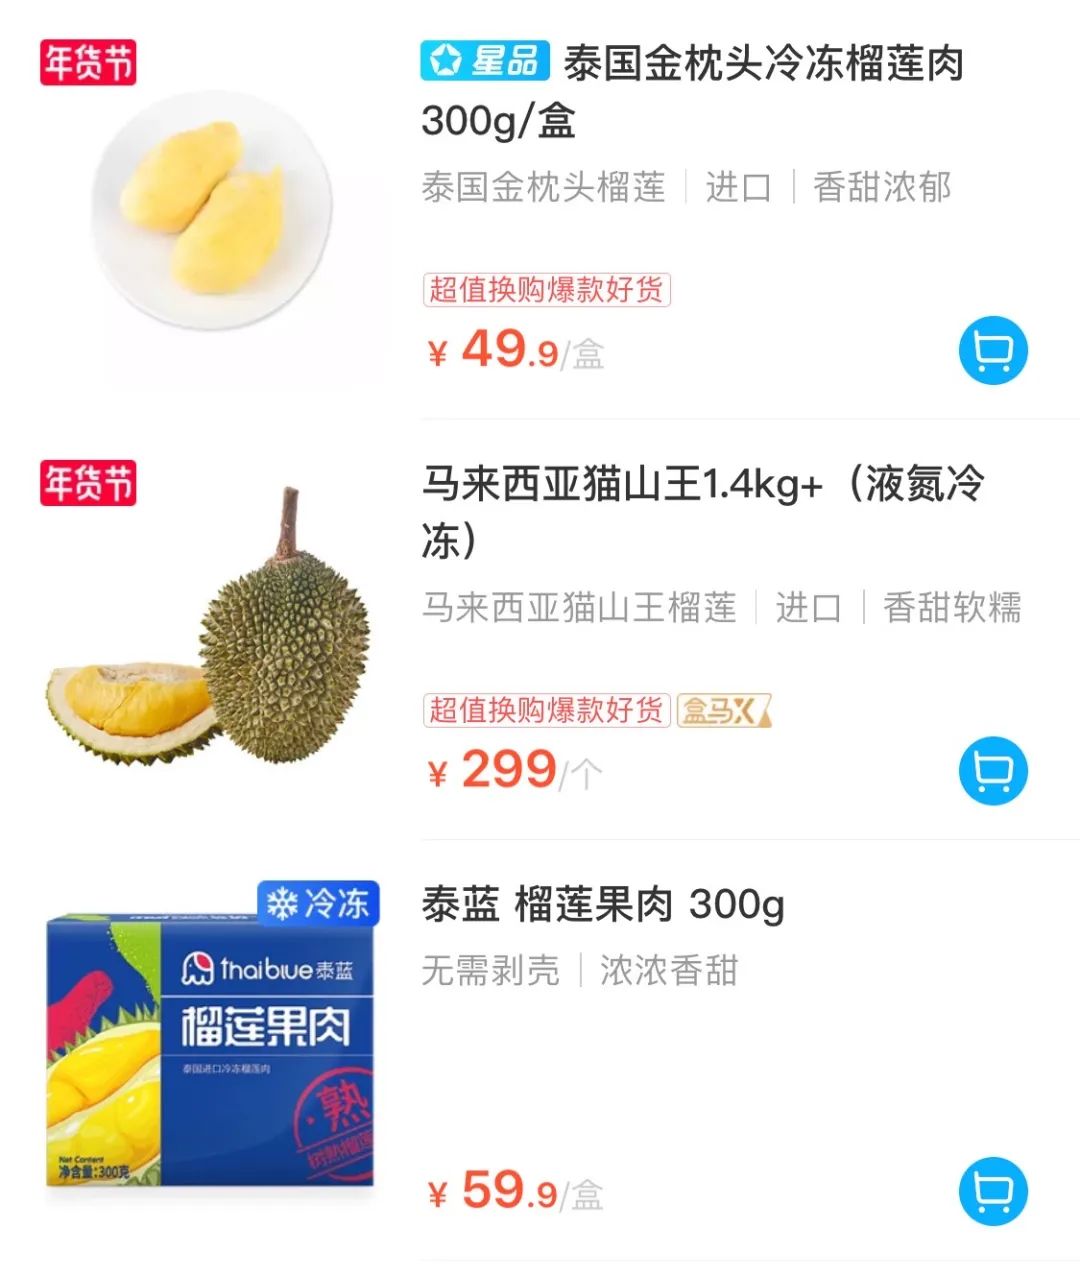 年货节
星品 泰国金枕头冷冻榴莲肉
300g/盒
泰国金枕头榴莲 | 进口 | 香甜浓郁
超值换购爆款好货
¥ 49.9/盒
年货节
马来西亚猫山王1.4kg+（液氮冷
冻）
马来西亚猫山王榴莲 | 进口 | 香甜软糯
超值换购爆款好货 盒马X
¥ 299/个
冷冻
thaiblue泰蓝
榴莲果肉
泰国进口冷冻榴莲肉
熟
Net Content
净含量:300克
泰蓝 榴莲果肉 300g
无需剥壳 | 浓浓香甜
¥ 59.9/盒